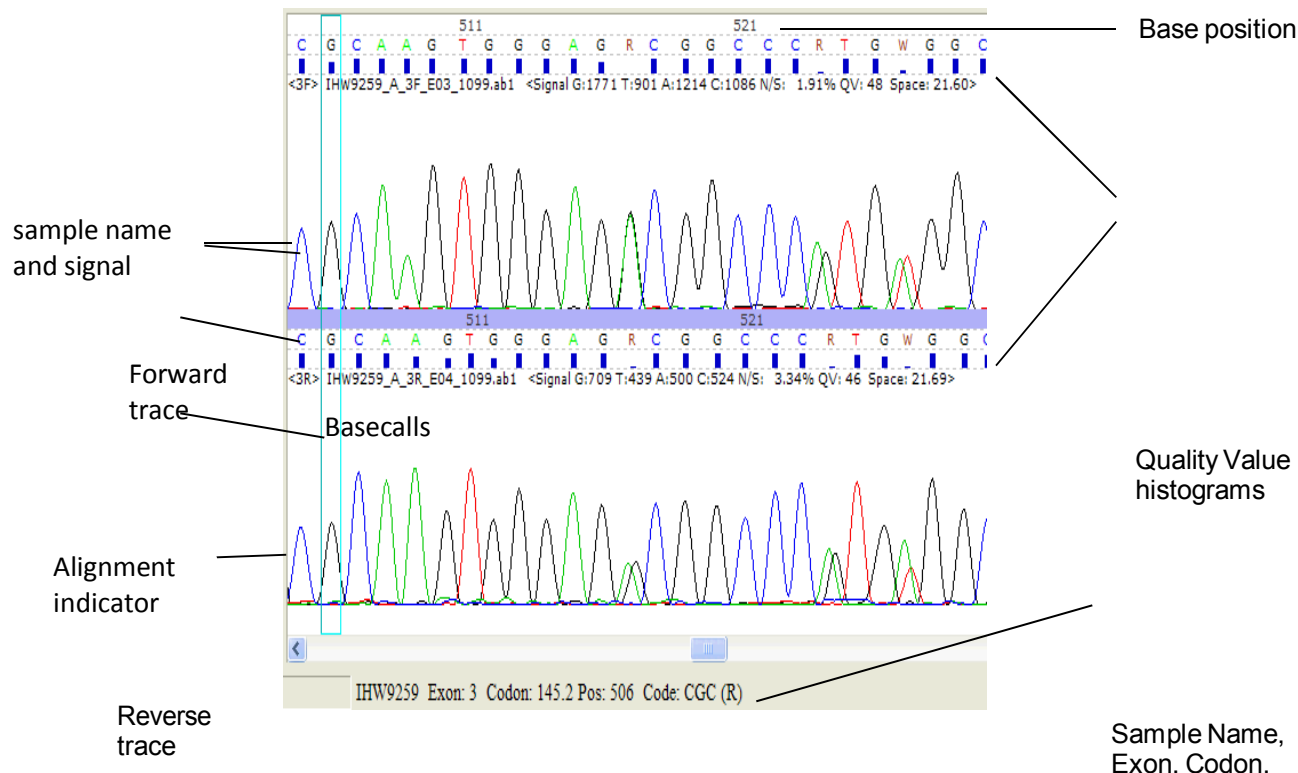 511 521
C G C A A G T G G G A G R C G G C C C R T G W G G C
<3F> IHW9259_A_3F_E03_1099.ab1 <Signal G:1771 T:901 A:1214 C:1086 N/S: 1.91% QV: 48 Space: 21.60>
Base position
sample name
and signal
511 521
C G C A A G T G G G A G R C G G C C C R T G W G G C
<3R> IHW9259_A_3R_E04_1099.ab1 <Signal G:709 T:439 A:500 C:524 N/S: 3.34% QV: 46 Space: 21.69>
Forward
trace
Basecalls
Quality Value
histograms
Alignment
indicator
IHW9259 Exon: 3 Codon: 145.2 Pos: 506 Code: CGC (R)
Reverse
trace
Sample Name,
Exon, Codon,